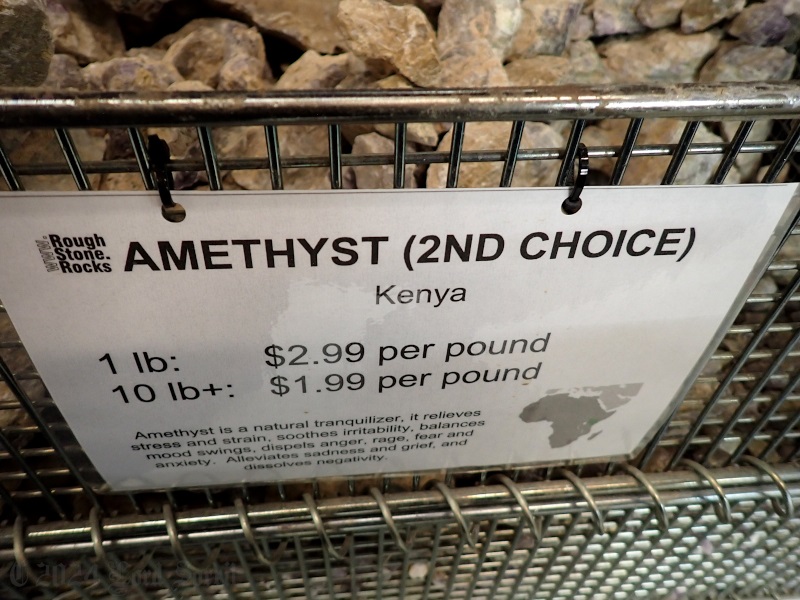 www.
Rough
Stone.
Rocks
AMETHYST (2ND CHOICE)
Kenya
1 lb: $2.99 per pound
10 lb+: $1.99 per pound
Amethyst is a natural tranquilizer, it relieves
stress and strain, soothes irritability, balances
mood swings, dispels anger, rage, fear and
anxiety. Alleviates sadness and grief, and
dissolves negativity.